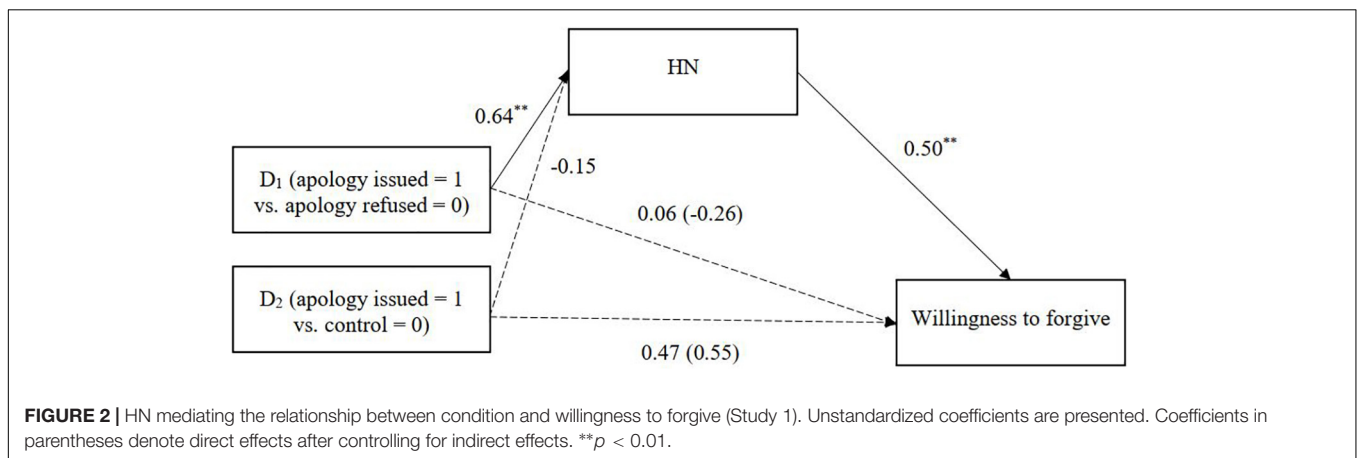 HN
0.64**
-0.15
0.50**
D₁ (apology issued = 1
vs. apology refused = 0)
0.06 (-0.26)
D₂ (apology issued = 1
vs. control = 0)
Willingness to forgive
0.47 (0.55)
FIGURE 2 | HN mediating the relationship between condition and willingness to forgive (Study 1). Unstandardized coefficients are presented. Coefficients in
parentheses denote direct effects after controlling for indirect effects. **p < 0.01.